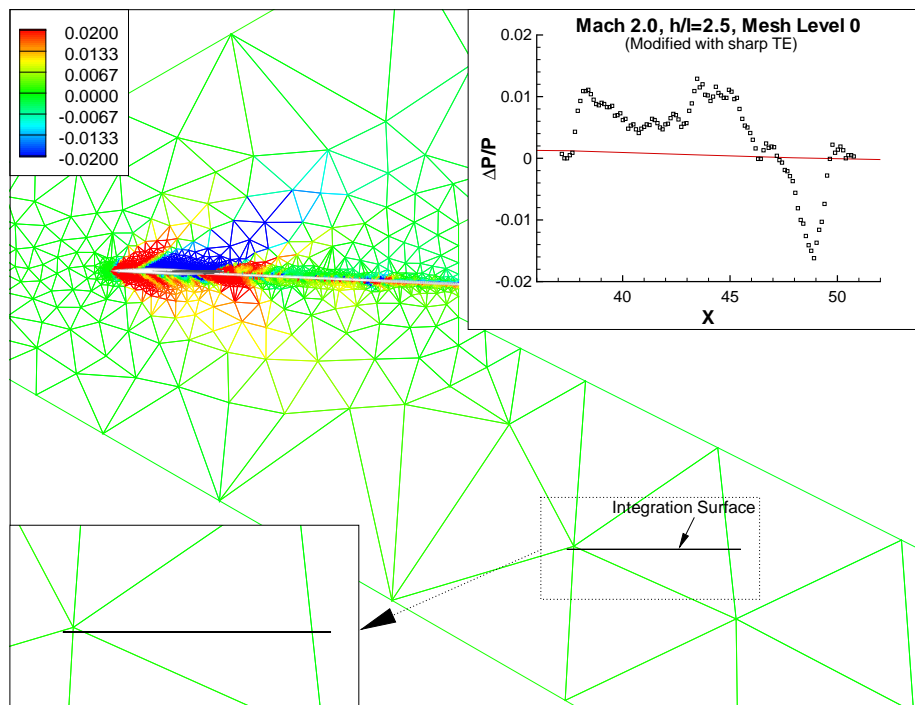 0.0200
0.0133
0.0067
0.0000
-0.0067
-0.0133
-0.0200
Mach 2.0, h/l=2.5, Mesh Level 0
(Modified with sharp TE)
0.02
0.01
0
-0.01
-0.02
ΔP/P
40 45 50
X
Integration Surface